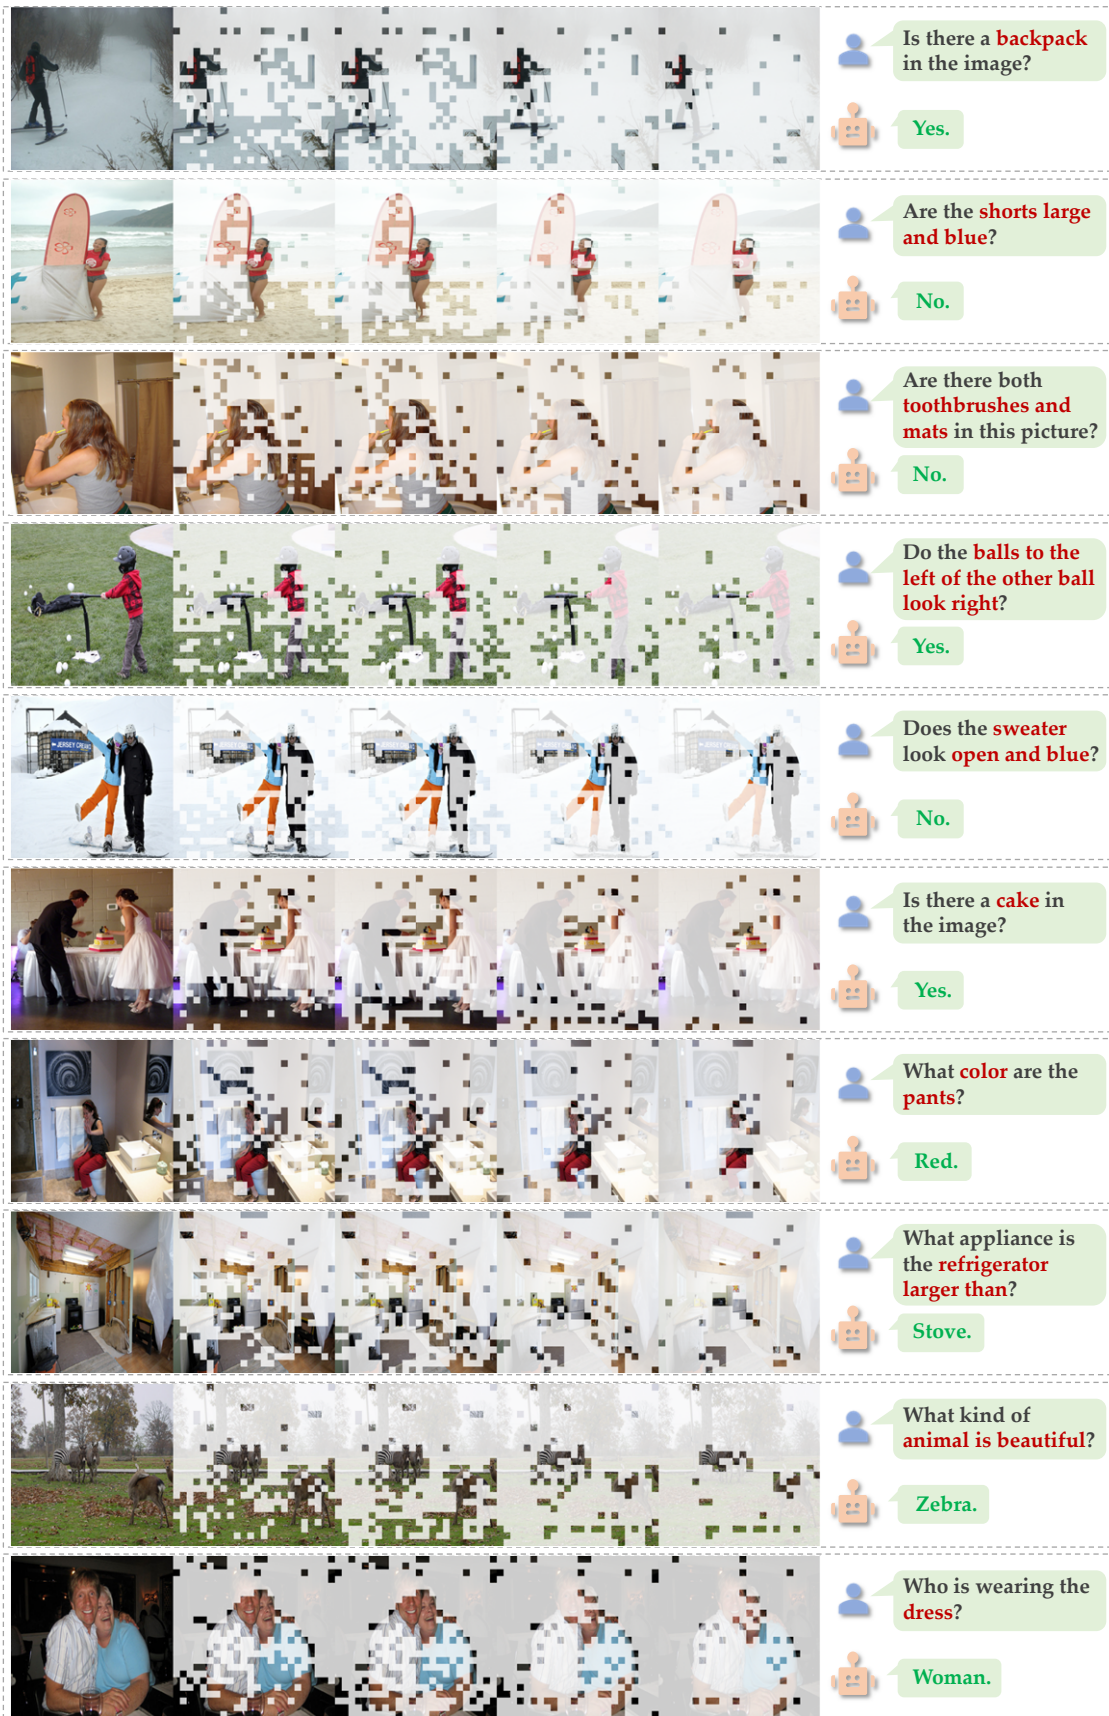 Is there a backpack
in the image?
Yes.
Are the shorts large
and blue?
No.
Are there both
toothbrushes and
mats in this picture?
No.
Do the balls to the
left of the other ball
look right?
Yes.
JERSEY CREAM
Does the sweater
look open and blue?
No.
Is there a cake in
the image?
Yes.
What color are the
pants?
Red.
What appliance is
the refrigerator
larger than?
Stove.
What kind of
animal is beautiful?
Zebra.
Who is wearing the
dress?
Woman.